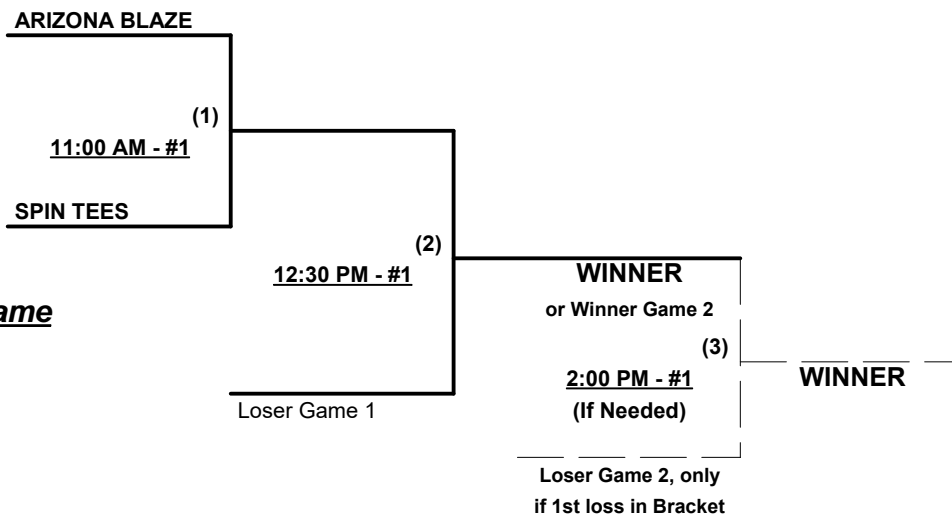 ARIZONA BLAZE
(1)
11:00 AM - #1
SPIN TEES
(2)
12:30 PM - #1
WINNER
or Winner Game 2
(3)
2:00 PM - #1
(If Needed)
WINNER
Loser Game 1
Loser Game 2, only
if 1st loss in Bracket